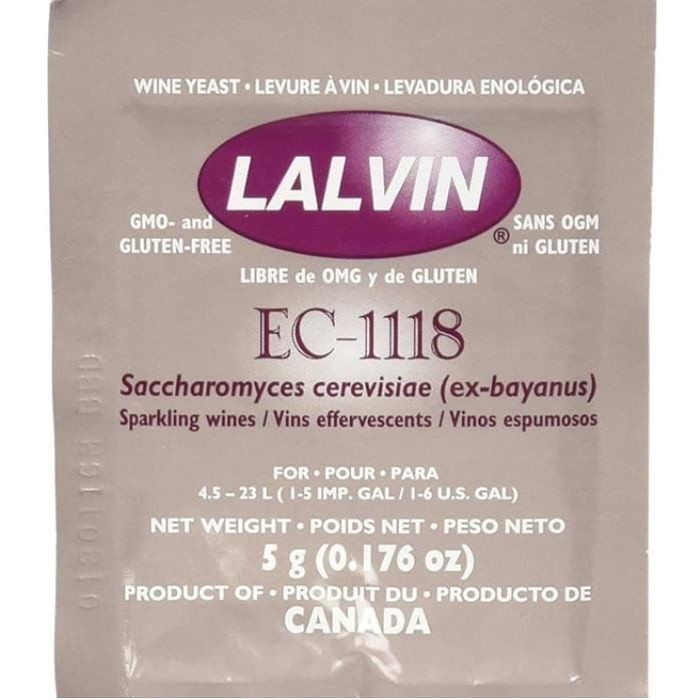 WINE YEAST • LEVURE À VIN • LEVADURA ENOLÓGICA
LALVIN®
GMO- and
GLUTEN-FREE
SANS OGM
ni GLUTEN
LIBRE de OMG y de GLUTEN
EC-1118
Saccharomyces cerevisiae (ex-bayanus)
Sparkling wines / Vins effervescents / Vinos espumosos
FOR • POUR • PARA
4.5 – 23 L ( 1-5 IMP. GAL / 1-6 U.S. GAL)
NET WEIGHT • POIDS NET • PESO NETO
5 g (0.176 oz)
PRODUCT OF • PRODUIT DU • PRODUCTO DE
CANADA